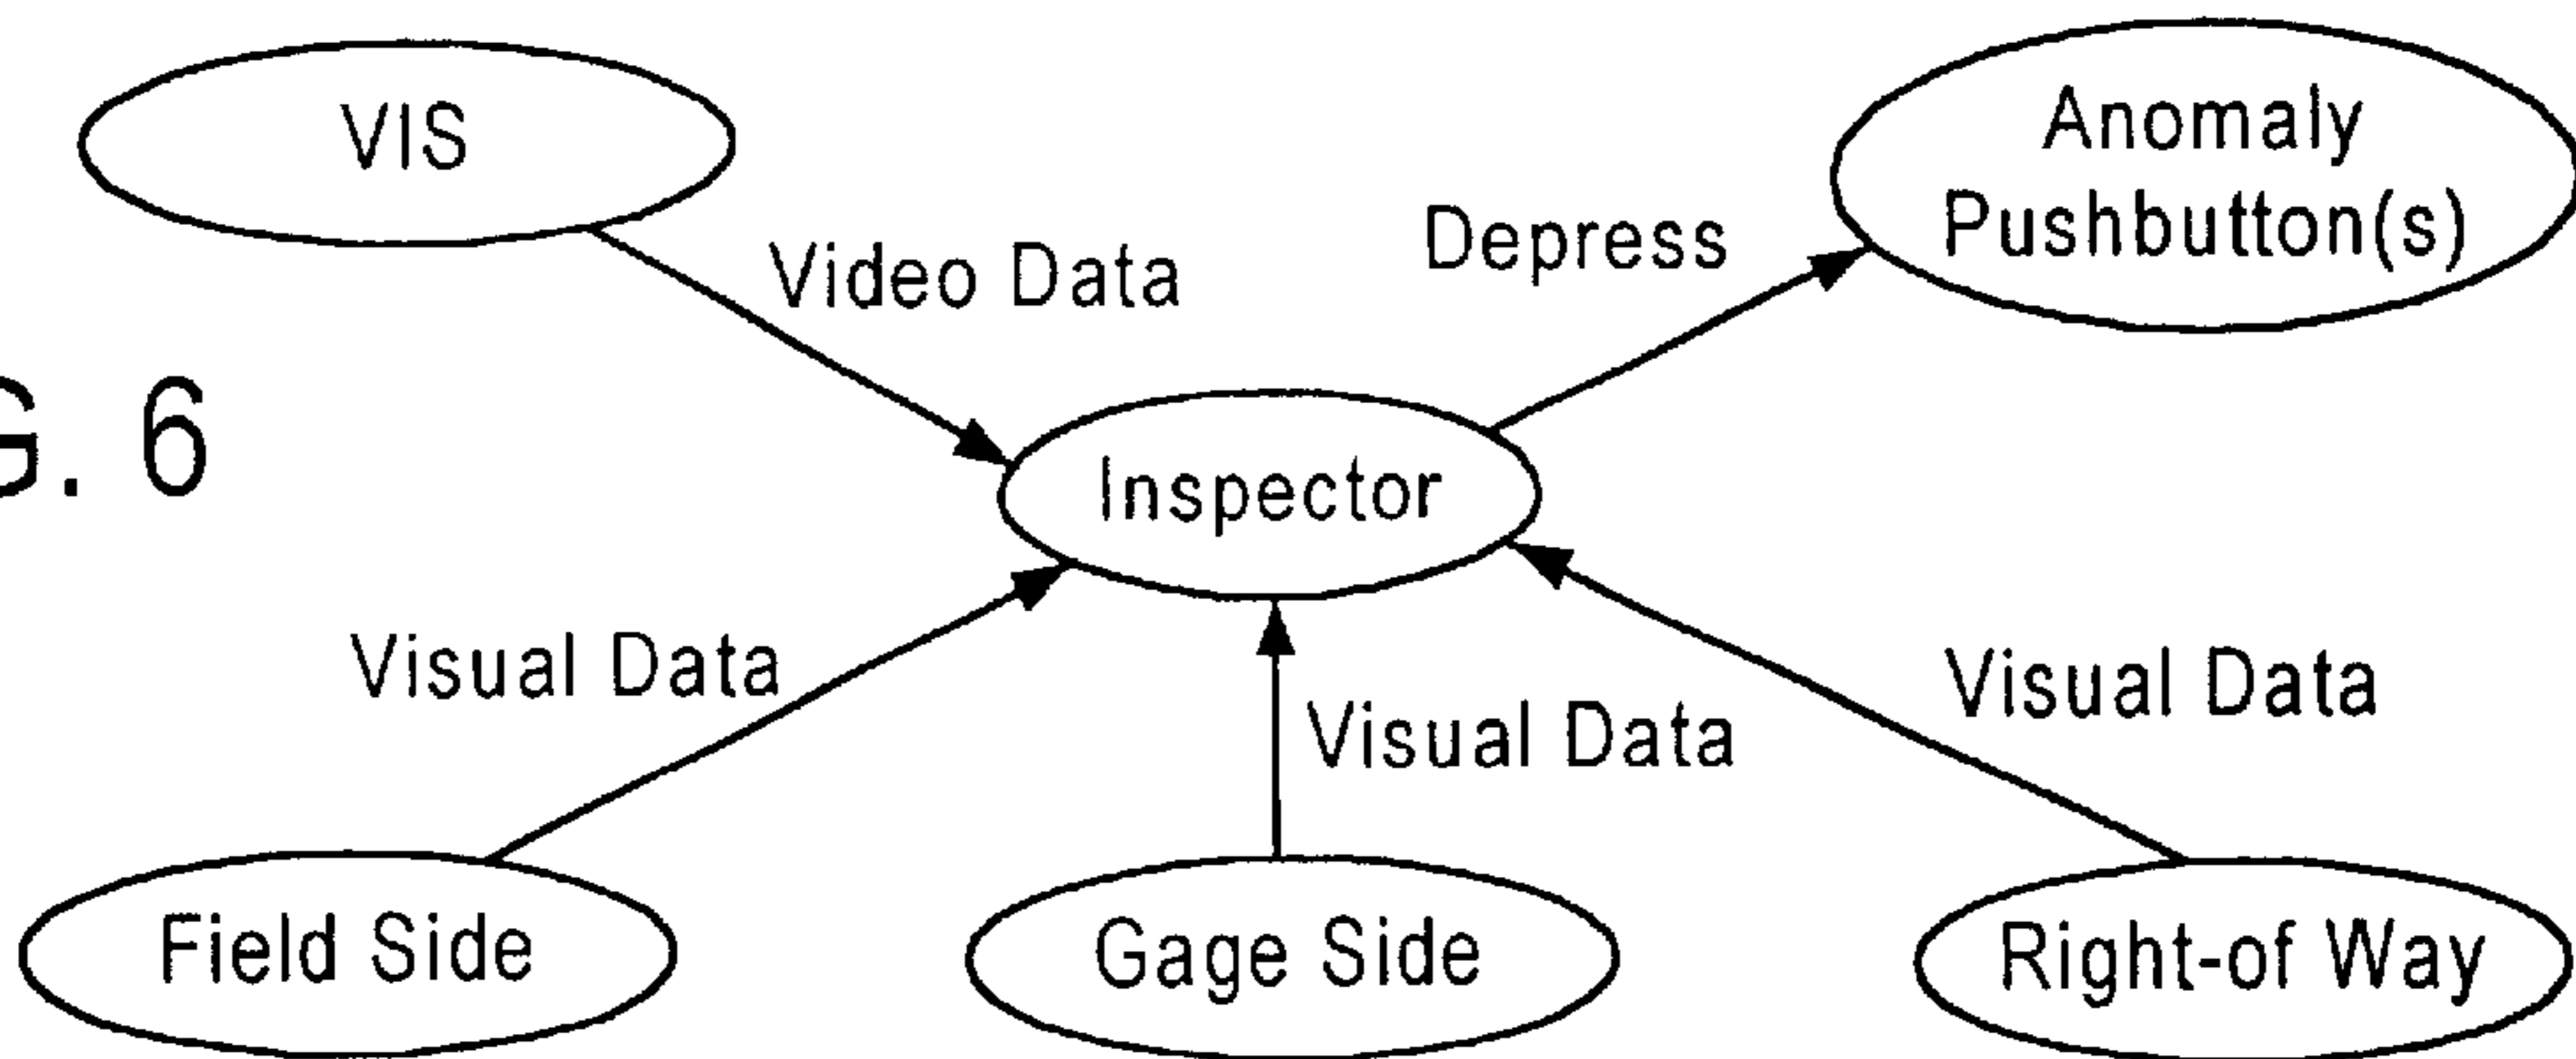 VIS
Anomaly
Pushbutton(s)
Video Data
Depress
G. 6
Inspector
Visual Data
Visual Data
Visual Data
Field Side
Gage Side
Right-of Way